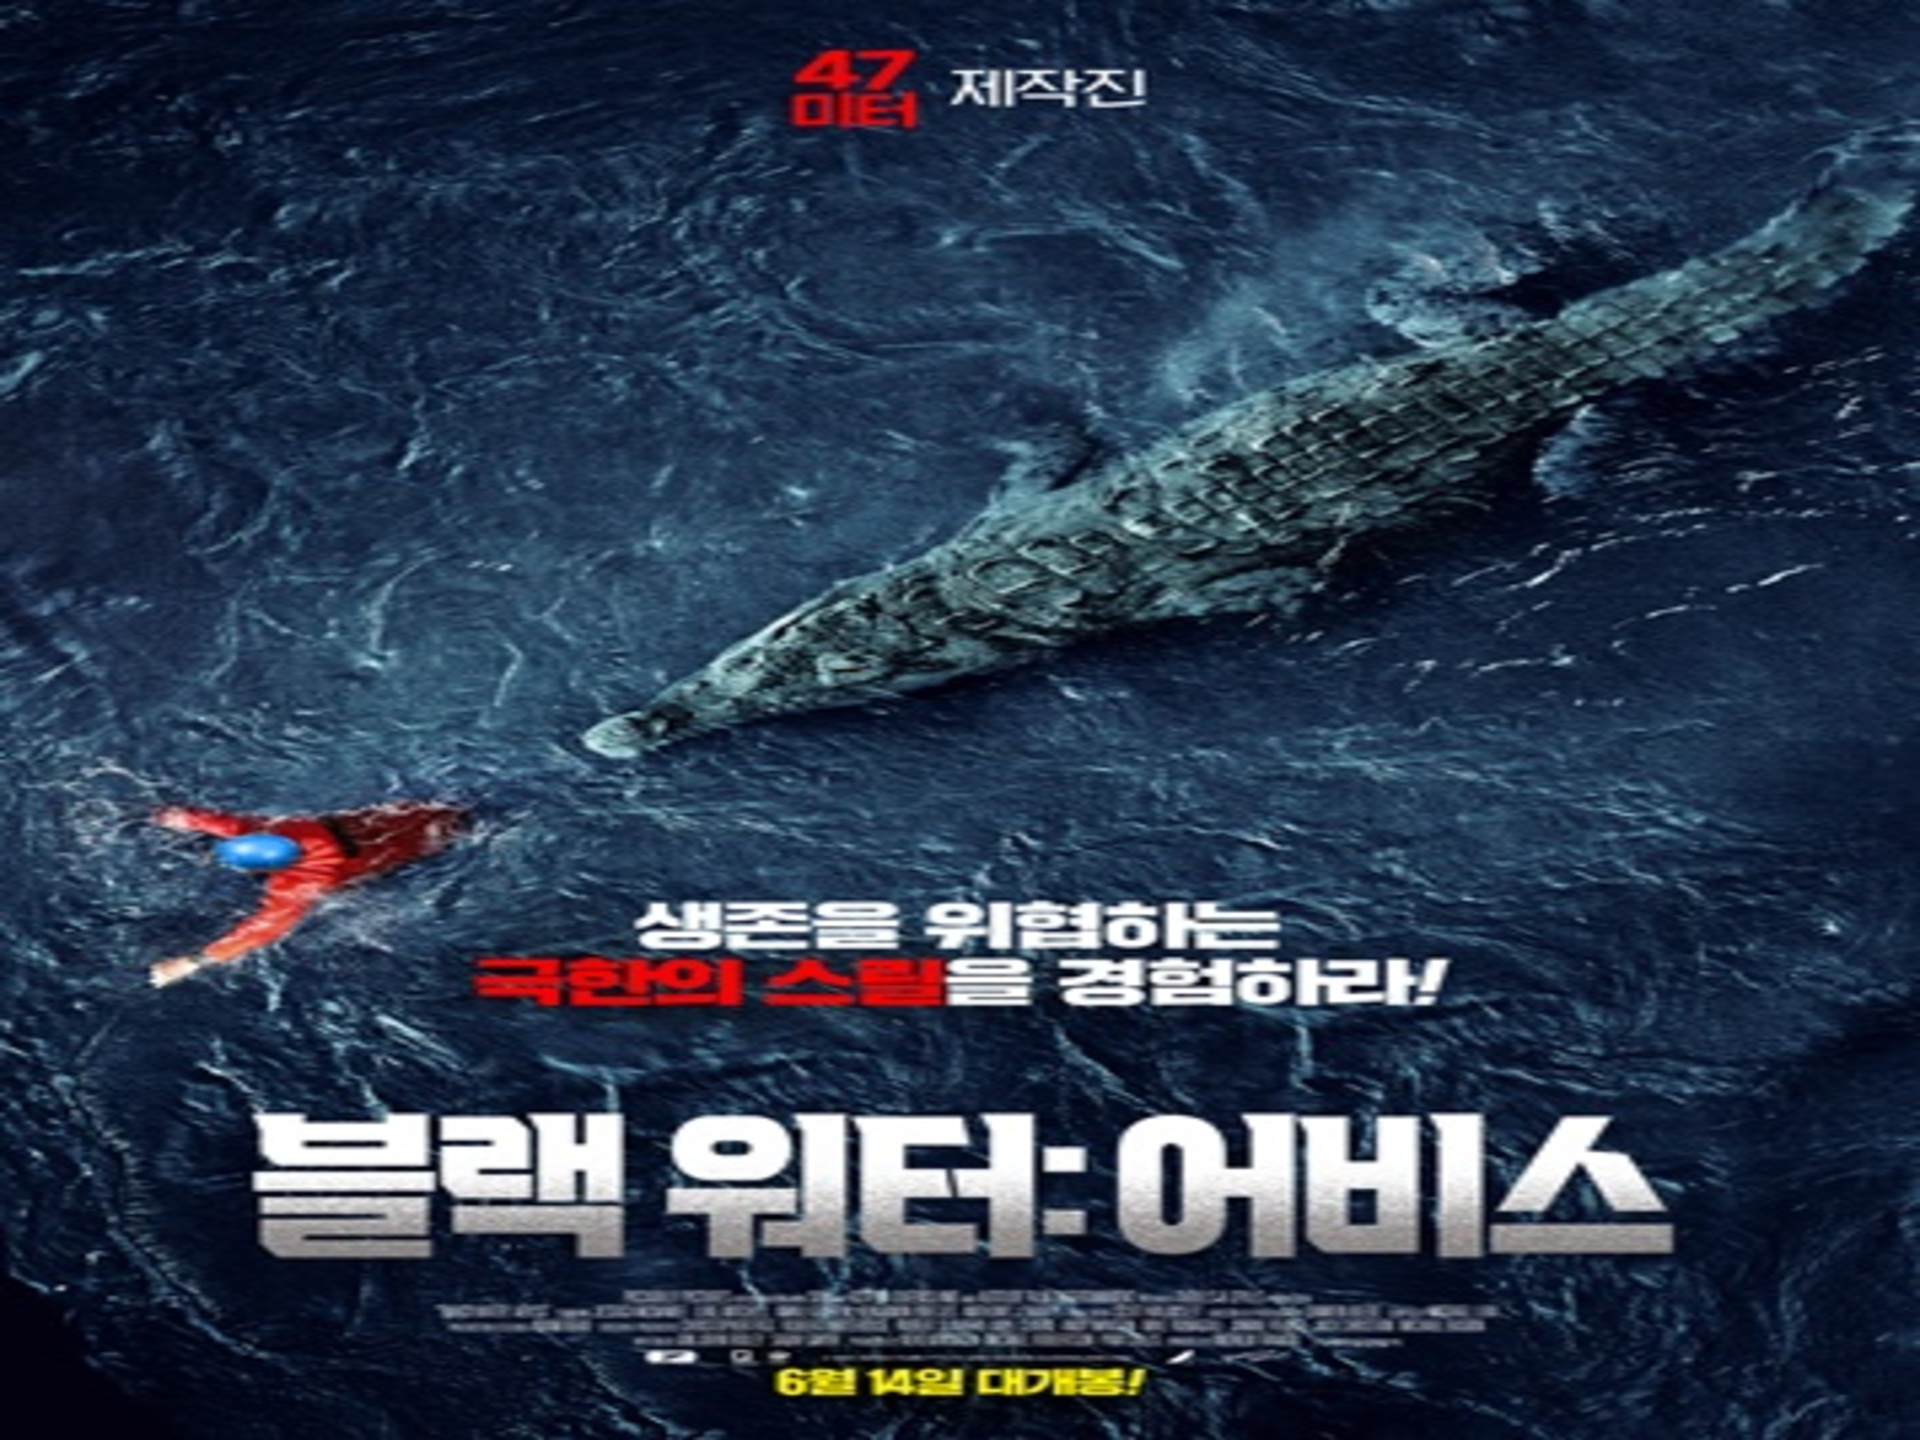 47
미터 제작진
생존을 위협하는
극한의 스릴을 경험하라!
블랙 워터: 어비스
6월 14일 대개봉!